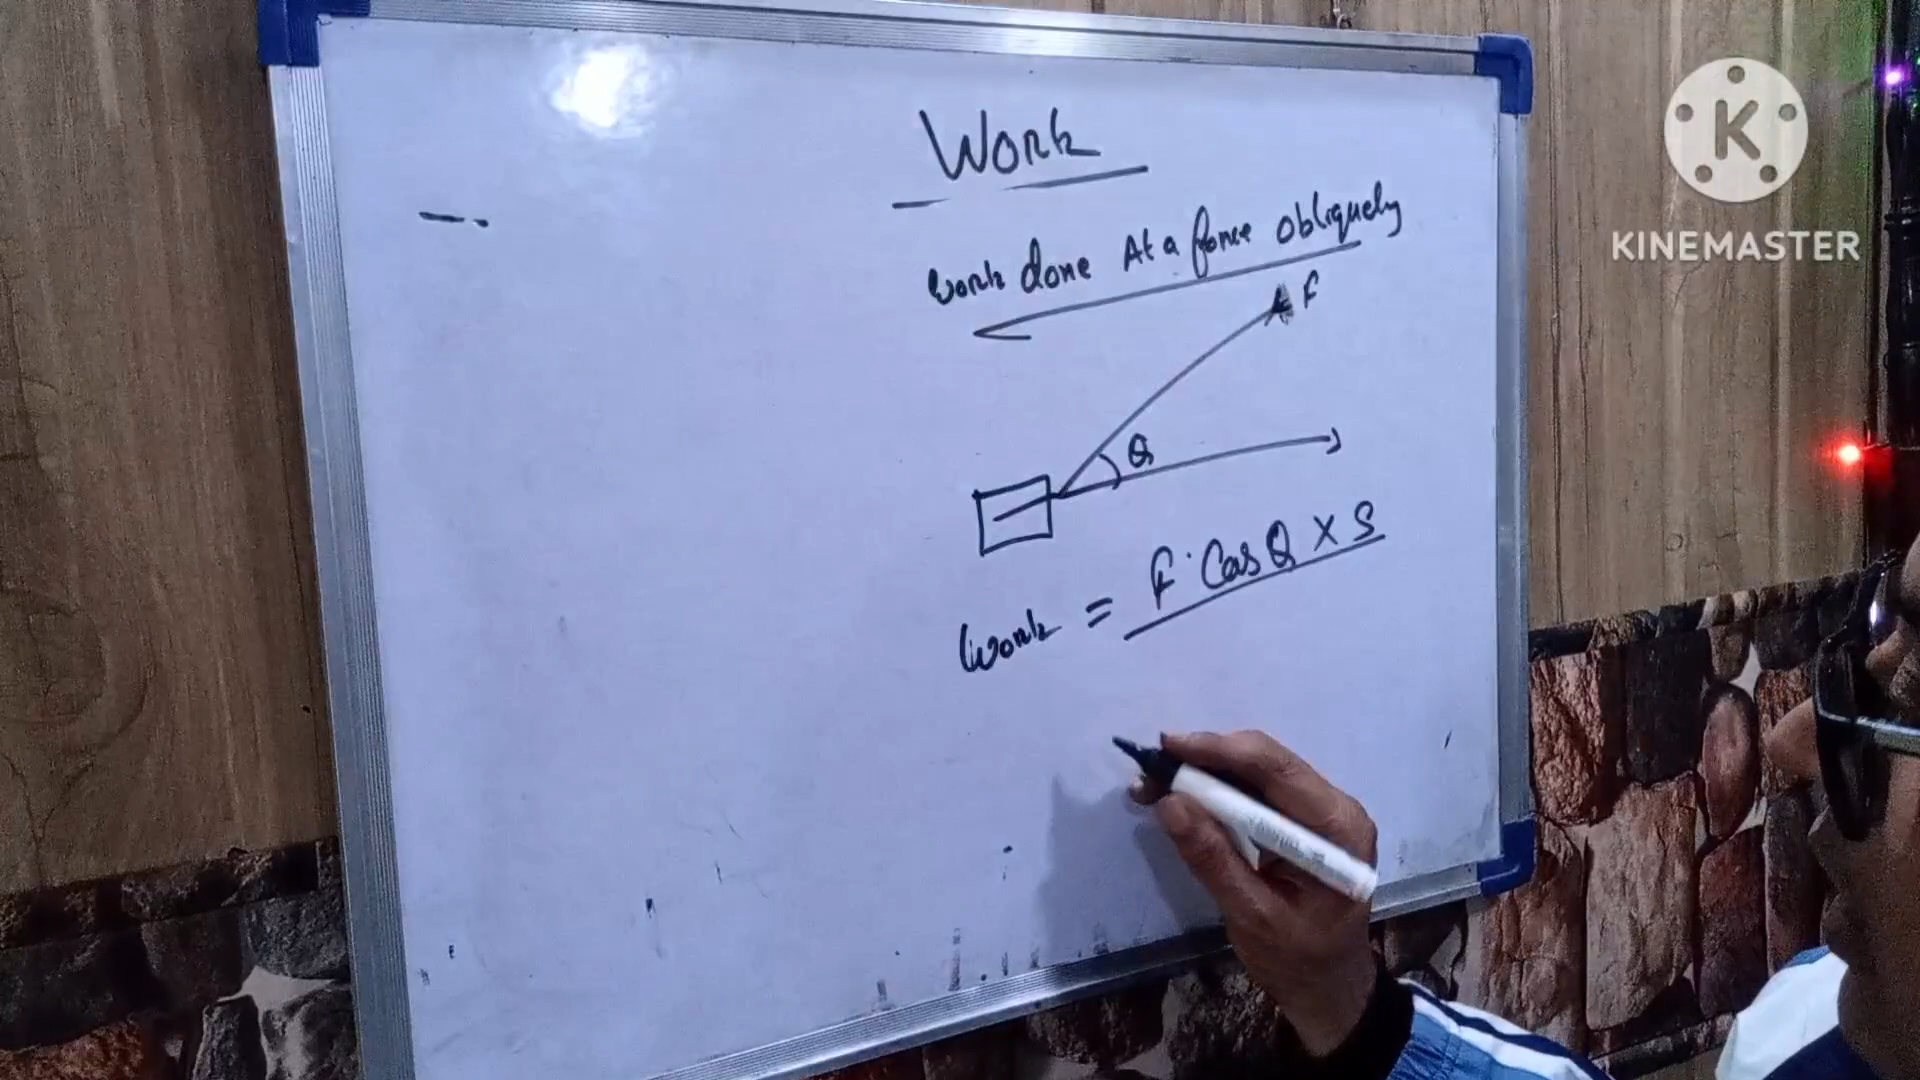 Work
Work done At a force obliquely
F
θ
Work = F. Cos θ × S
K
KINEMASTER